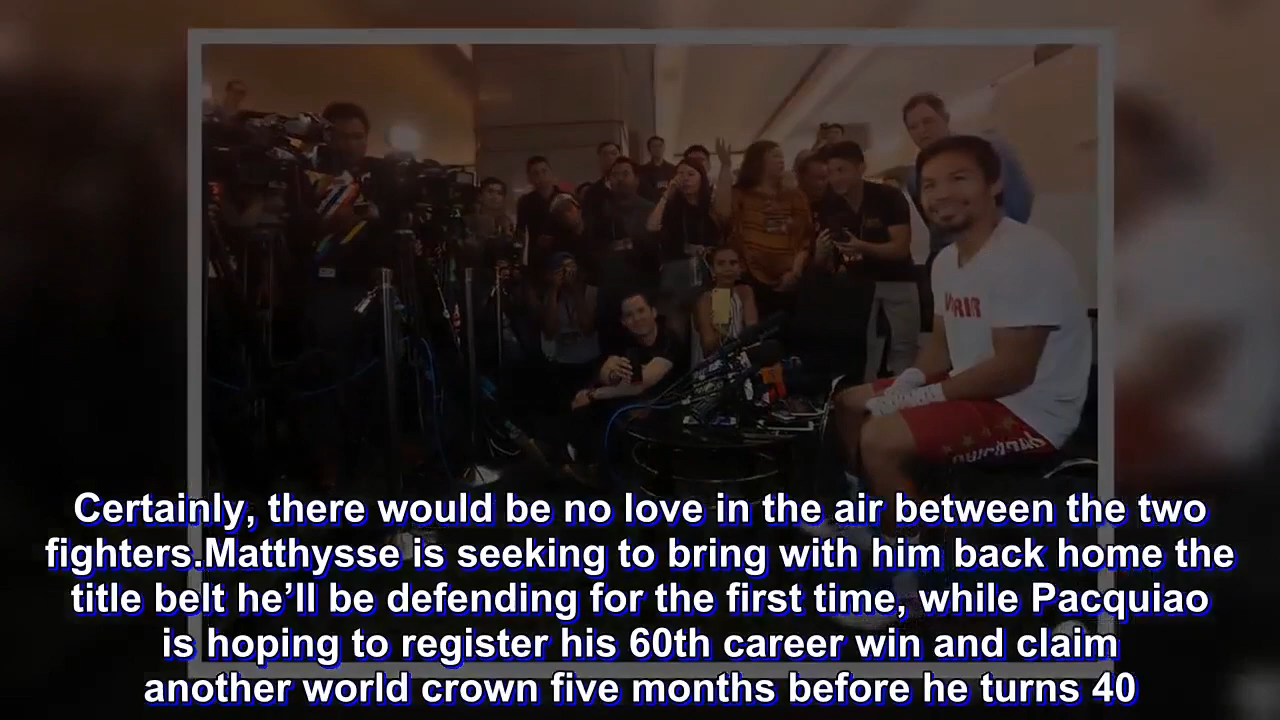 Certainly, there would be no love in the air between the two
fighters.Matthysse is seeking to bring with him back home the
title belt he’ll be defending for the first time, while Pacquiao
is hoping to register his 60th career win and claim
another world crown five months before he turns 40